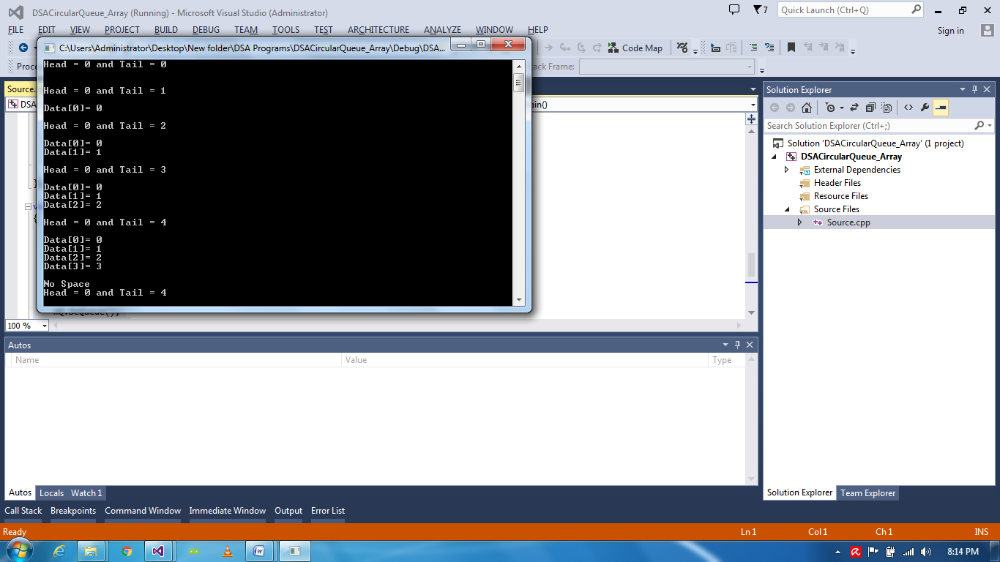 DSACircularQueue_Array (Running) - Microsoft Visual Studio (Administrator)
7
Quick Launch (Ctrl+Q)
FILE EDIT VIEW PROJECT BUILD DEBUG TEAM TOOLS TEST ARCHITECTURE ANALYZE WINDOW HELP
Sign in
C:\Users\Administrator\Desktop\New folder\DSA Programs\DSACircularQueue_Array\Debug\DSA...
Code Map
Frame:
Source.
Head = 0 and Tail = 0
Head = 0 and Tail = 1
Data[0]= 0
Head = 0 and Tail = 2
Data[0]= 0
Data[1]= 1
Head = 0 and Tail = 3
Data[0]= 0
Data[1]= 1
Data[2]= 2
Head = 0 and Tail = 4
Data[0]= 0
Data[1]= 1
Data[2]= 2
Data[3]= 3
No Space
Head = 0 and Tail = 4
mQ.DeQueue();
100 %
Solution Explorer
Search Solution Explorer (Ctrl+;)
Solution 'DSACircularQueue_Array' (1 project)
DSACircularQueue_Array
External Dependencies
Header Files
Resource Files
Source Files
Source.cpp
Autos
Name Value Type
Autos Locals Watch 1
Solution Explorer Team Explorer
Call Stack Breakpoints Command Window Immediate Window Output Error List
Ready Ln 1 Col 1 Ch 1 INS
8:14 PM